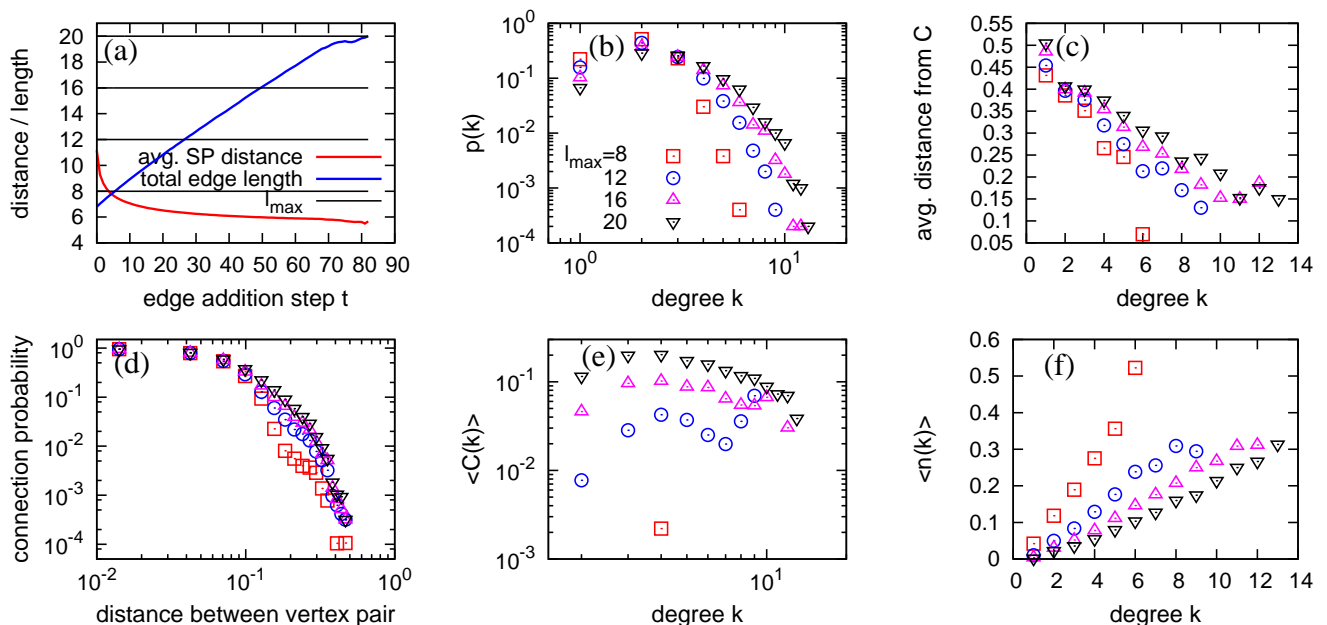 (a)
distance / length
20
18
16
14
12
10
8
6
4
avg. SP distance
total edge length
l_max
0 10 20 30 40 50 60 70 80 90
edge addition step t
(b)
p(k)
10^0
10^-1
10^-2
10^-3
10^-4
l_max=8
12
16
20
10^0 10^1
degree k
(c)
avg. distance from C
0.55
0.5
0.45
0.4
0.35
0.3
0.25
0.2
0.15
0.1
0.05
0 2 4 6 8 10 12 14
degree k
(d)
connection probability
10^0
10^-1
10^-2
10^-3
10^-4
10^-2 10^-1 10^0
distance between vertex pair
(e)
<C(k)>
10^0
10^-1
10^-2
10^-3
10^1
degree k
(f)
<n(k)>
0.6
0.5
0.4
0.3
0.2
0.1
0
0 2 4 6 8 10 12 14
degree k